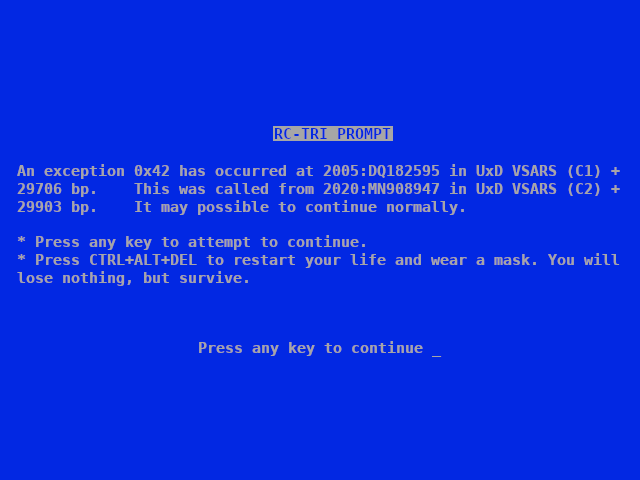 RC-TRI PROMPT
An exception 0x42 has occurred at 2005:DQ182595 in UxD VSARS (C1) +
29706 bp.    This was called from 2020:MN908947 in UxD VSARS (C2) +
29903 bp.    It may possible to continue normally.
* Press any key to attempt to continue.
* Press CTRL+ALT+DEL to restart your life and wear a mask. You will
lose nothing, but survive.
Press any key to continue _